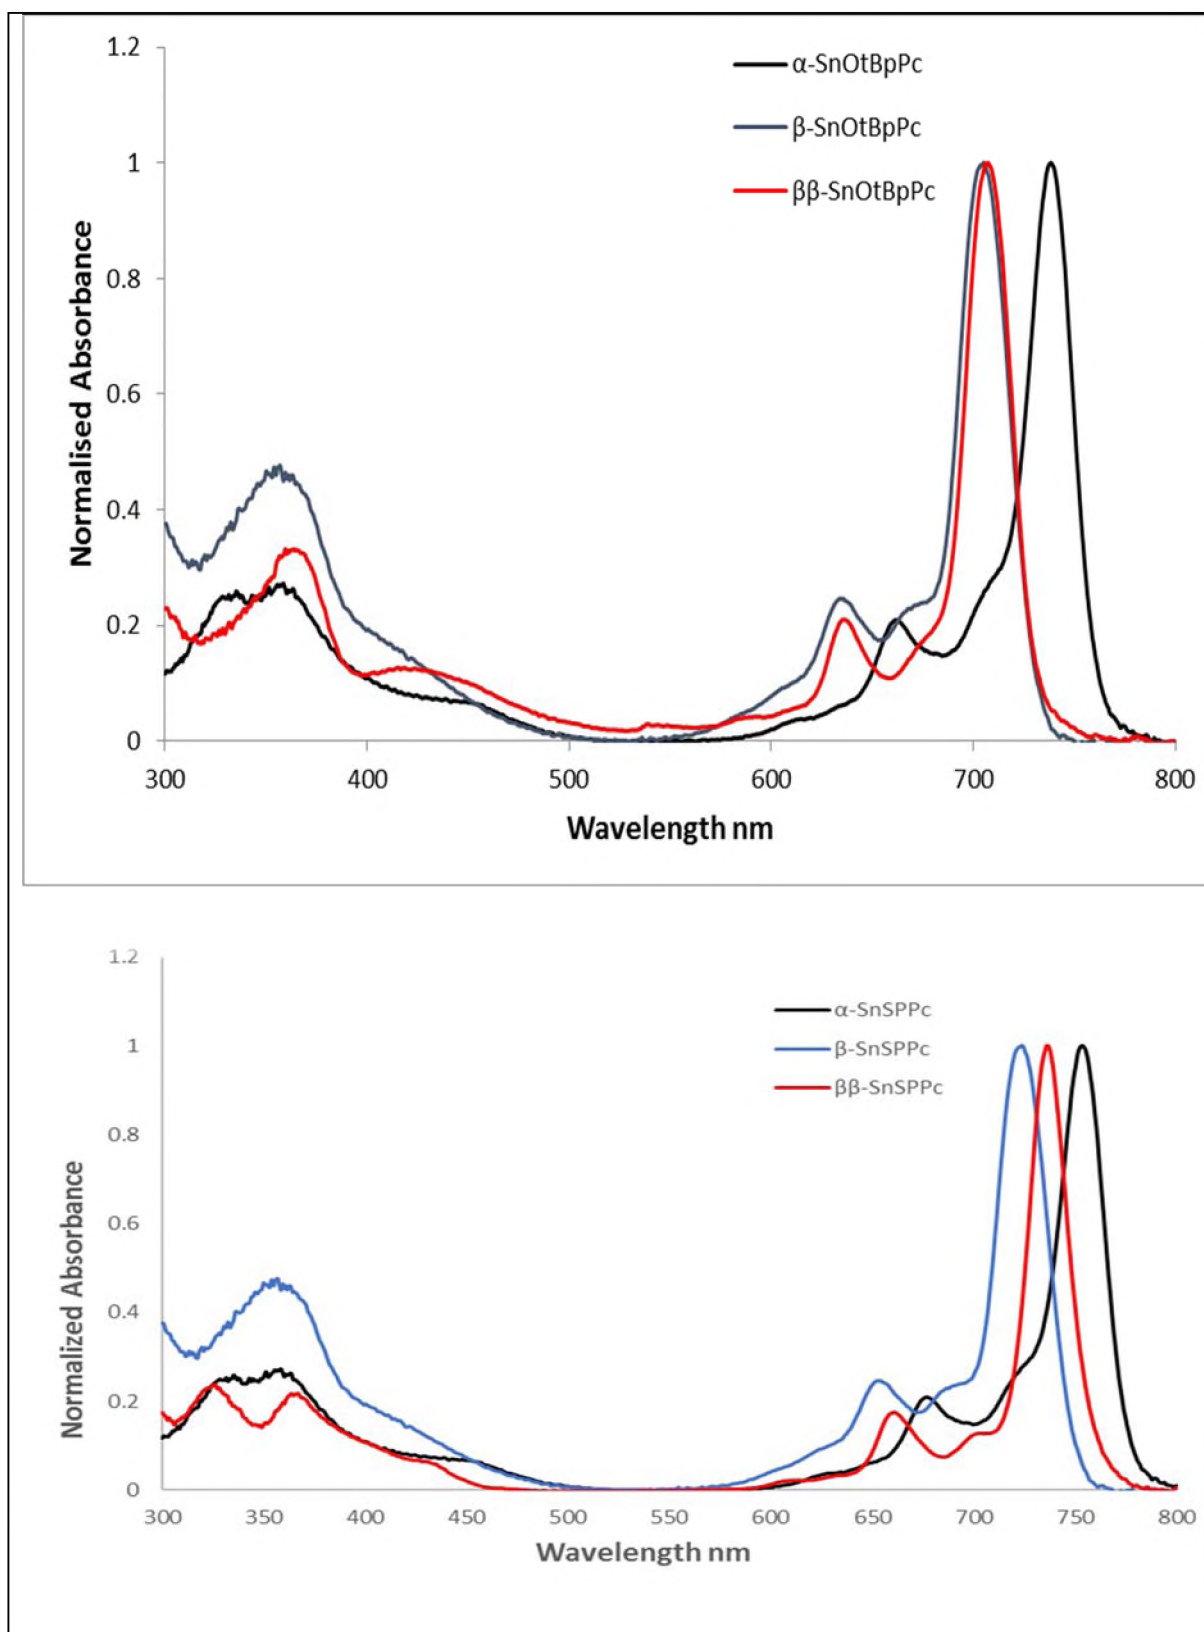 1.2
1
0.8
0.6
0.4
0.2
0
Normalised Absorbance
α-SnOtBpPc
β-SnOtBpPc
ββ-SnOtBpPc
300 400 500 600 700 800
Wavelength nm
1.2
1
0.8
0.6
0.4
0.2
0
Normalized Absorbance
α-SnSPPc
β-SnSPPc
ββ-SnSPPc
300 350 400 450 500 550 600 650 700 750 800
Wavelength nm